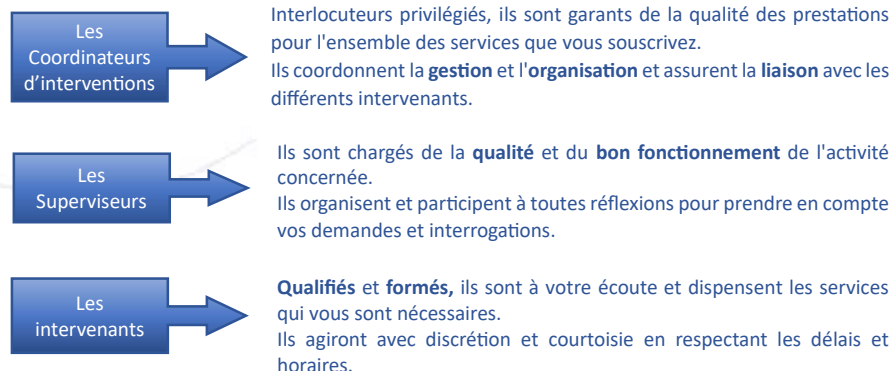 Les
Coordinateurs
d'interventions
Interlocuteurs privilégiés, ils sont garants de la qualité des prestations
pour l'ensemble des services que vous souscrivez.
Ils coordonnent la gestion et l'organisation et assurent la liaison avec les
différents intervenants.
Les
Superviseurs
Ils sont chargés de la qualité et du bon fonctionnement de l'activité
concernée.
Ils organisent et participent à toutes réflexions pour prendre en compte
vos demandes et interrogations.
Les
intervenants
Qualifiés et formés, ils sont à votre écoute et dispensent les services
qui vous sont nécessaires.
Ils agiront avec discrétion et courtoisie en respectant les délais et
horaires.